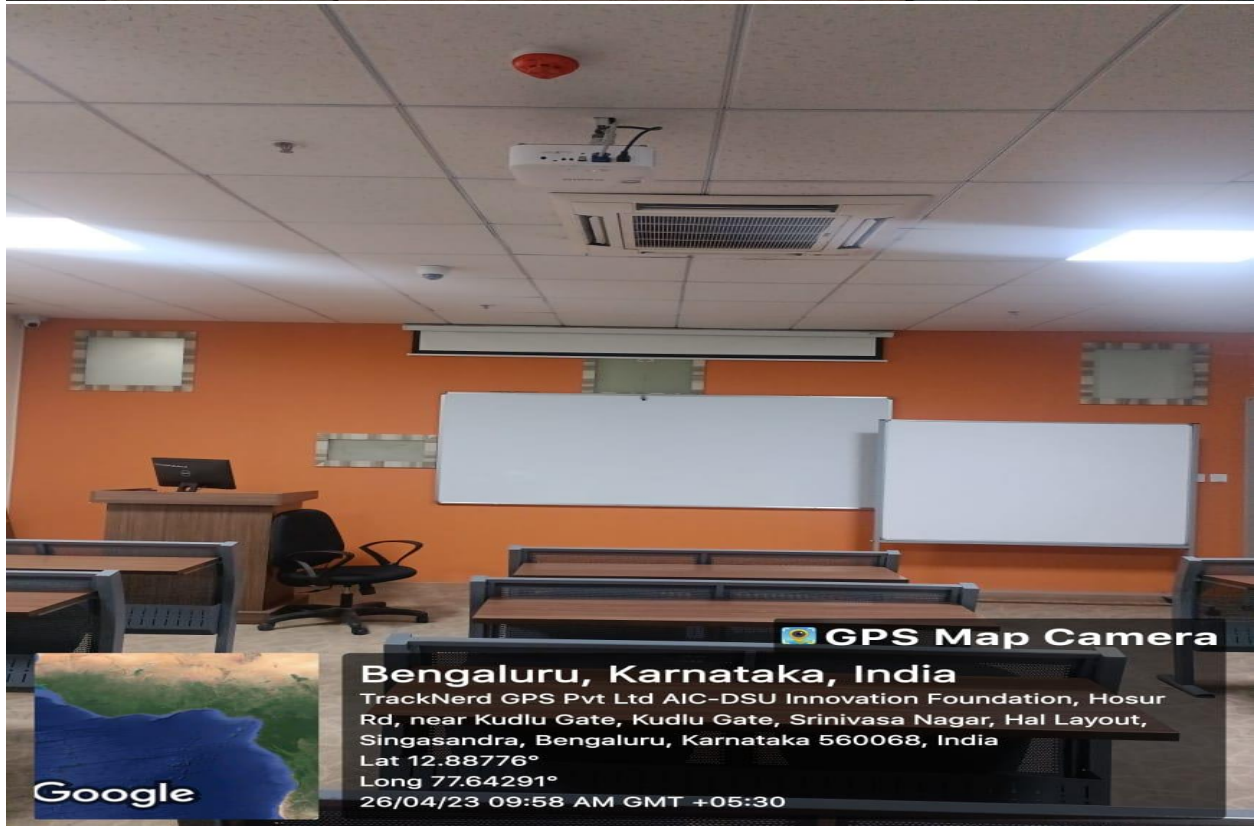 GPS Map Camera
Bengaluru, Karnataka, India
TrackNerd GPS Pvt Ltd AIC-DSU Innovation Foundation, Hosur
Rd, near Kudlu Gate, Kudlu Gate, Srinivasa Nagar, Hal Layout,
Singasandra, Bengaluru, Karnataka 560068, India
Lat 12.88776°
Long 77.64291°
26/04/23 09:58 AM GMT +05:30
Google